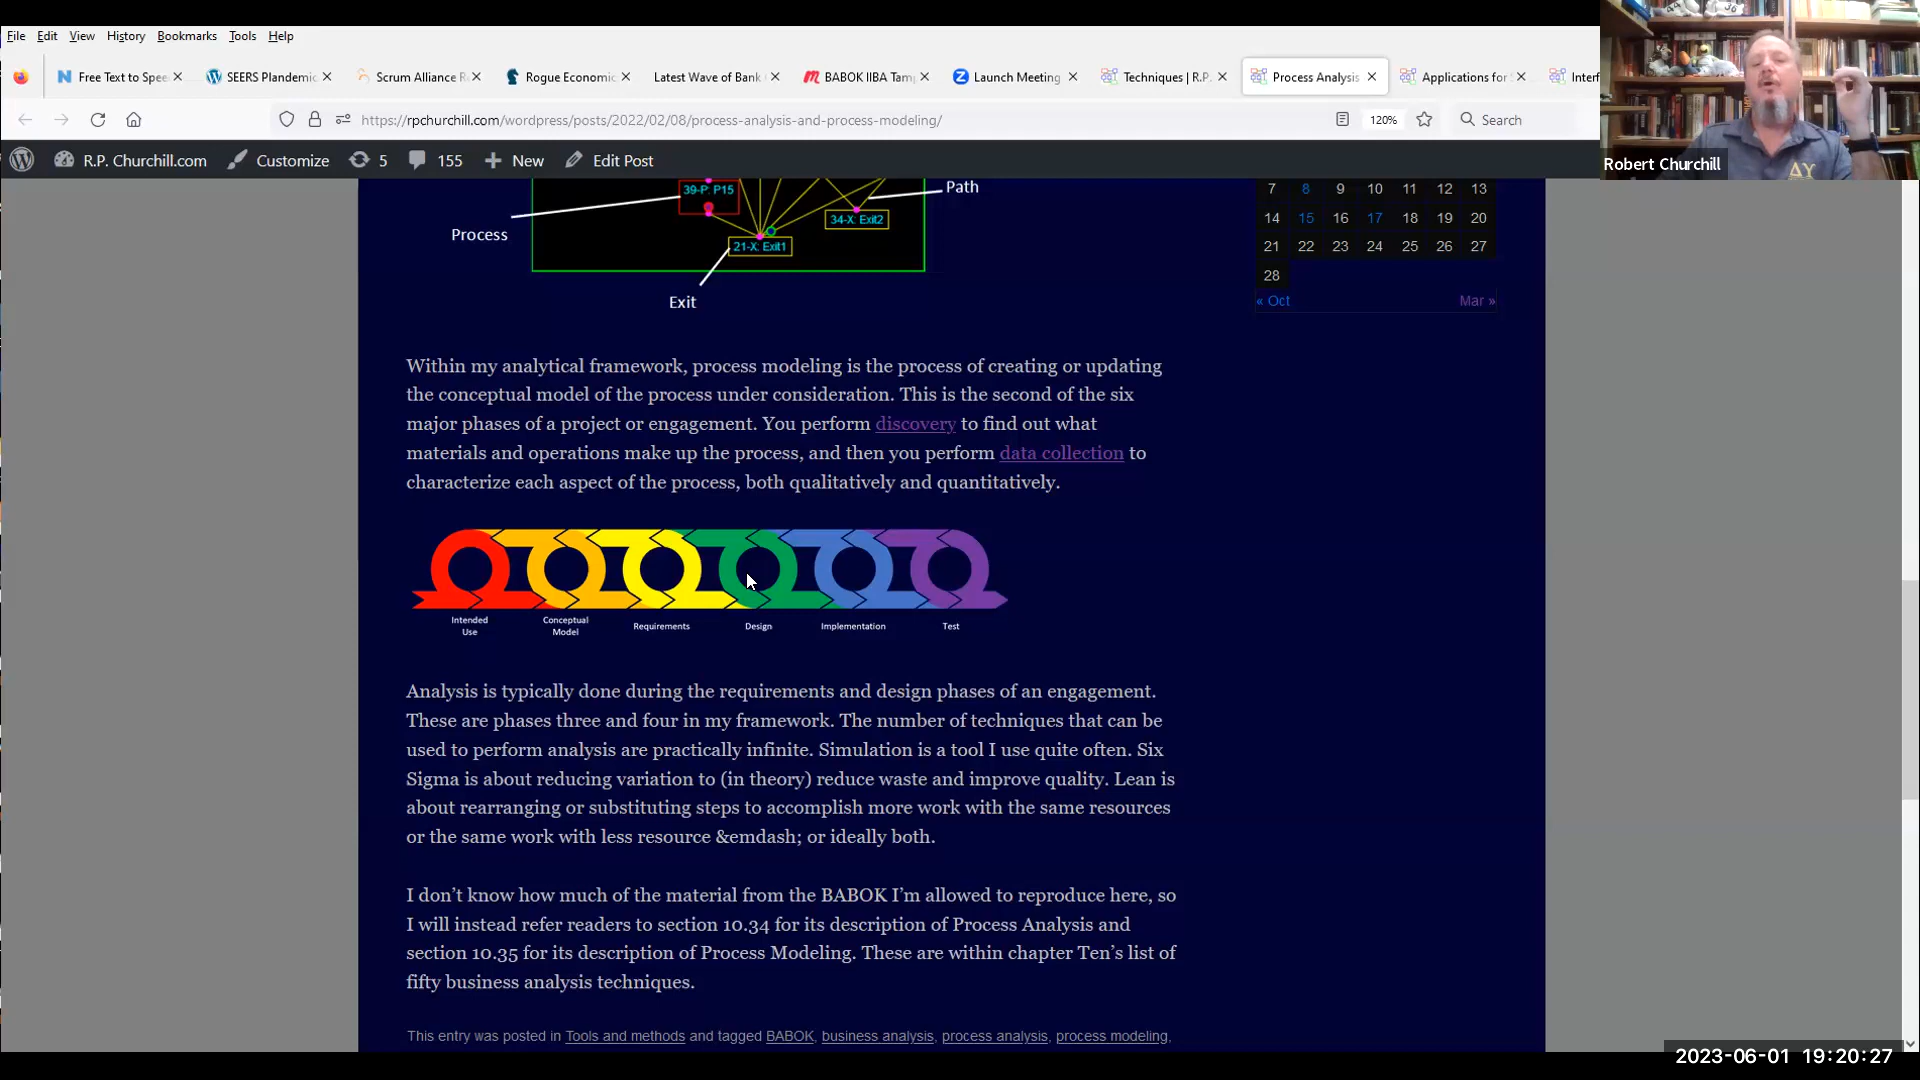 File Edit View History Bookmarks Tools Help
Free Text to Spee
SEERS Plandemic
Scrum Alliance R
Rogue Economic
Latest Wave of Bank
BABOK IIBA Tam
Launch Meeting
Techniques | R.P.
Process Analysis
Applications for S
Interf
https://rpchurchill.com/wordpress/posts/2022/02/08/process-analysis-and-process-modeling/
120%
Search
R.P. Churchill.com Customize 5 155 New Edit Post
Robert Churchill
39-P: P15
Path
34-X: Exit2
Process
21-X: Exit1
Exit
7 8 9 10 11 12 13
14 15 16 17 18 19 20
21 22 23 24 25 26 27
28
« Oct Mar »
Within my analytical framework, process modeling is the process of creating or updating
the conceptual model of the process under consideration. This is the second of the six
major phases of a project or engagement. You perform discovery to find out what
materials and operations make up the process, and then you perform data collection to
characterize each aspect of the process, both qualitatively and quantitatively.
Intended
Use
Conceptual
Model
Requirements
Design
Implementation
Test
Analysis is typically done during the requirements and design phases of an engagement.
These are phases three and four in my framework. The number of techniques that can be
used to perform analysis are practically infinite. Simulation is a tool I use quite often. Six
Sigma is about reducing variation to (in theory) reduce waste and improve quality. Lean is
about rearranging or substituting steps to accomplish more work with the same resources
or the same work with less resource &emdash; or ideally both.
I don't know how much of the material from the BABOK I'm allowed to reproduce here, so
I will instead refer readers to section 10.34 for its description of Process Analysis and
section 10.35 for its description of Process Modeling. These are within chapter Ten's list of
fifty business analysis techniques.
This entry was posted in Tools and methods and tagged BABOK, business analysis, process analysis, process modeling,
2023-06-01 19:20:27